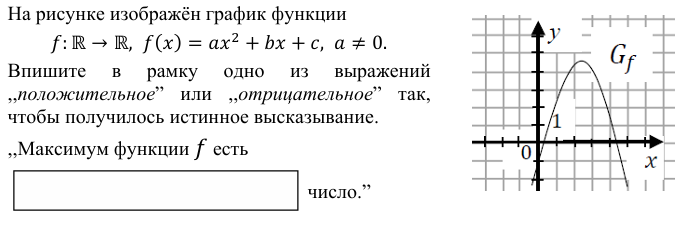 На рисунке изображён график функции
f: ℝ → ℝ, f(x) = ax² + bx + c, a ≠ 0.
Впишите в рамку одно из выражений
„положительное” или „отрицательное” так,
чтобы получилось истинное высказывание.
„Максимум функции f есть
число.”
y
G_f
1
0
x